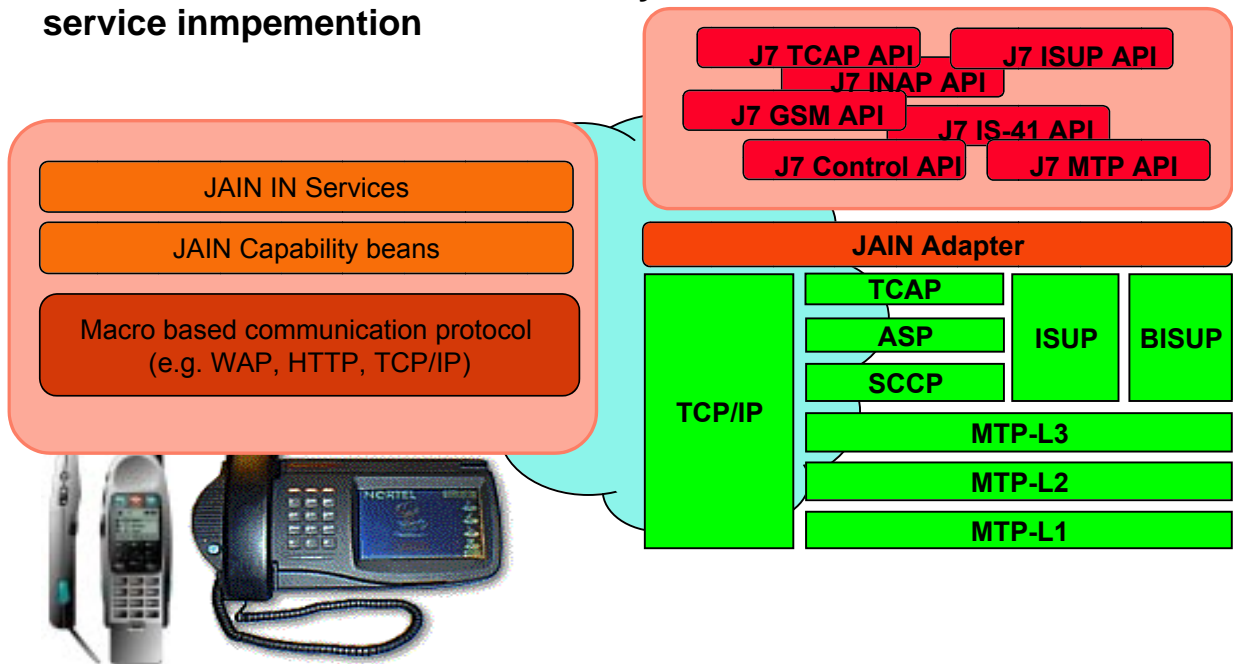 service inmpemention
J7 TCAP API
J7 ISUP API
J7 INAP API
J7 GSM API
J7 IS-41 API
J7 Control API
J7 MTP API
JAIN IN Services
JAIN Capability beans
Macro based communication protocol
(e.g. WAP, HTTP, TCP/IP)
JAIN Adapter
TCP/IP
TCAP
ASP
SCCP
ISUP
BISUP
MTP-L3
MTP-L2
MTP-L1
NORTEL